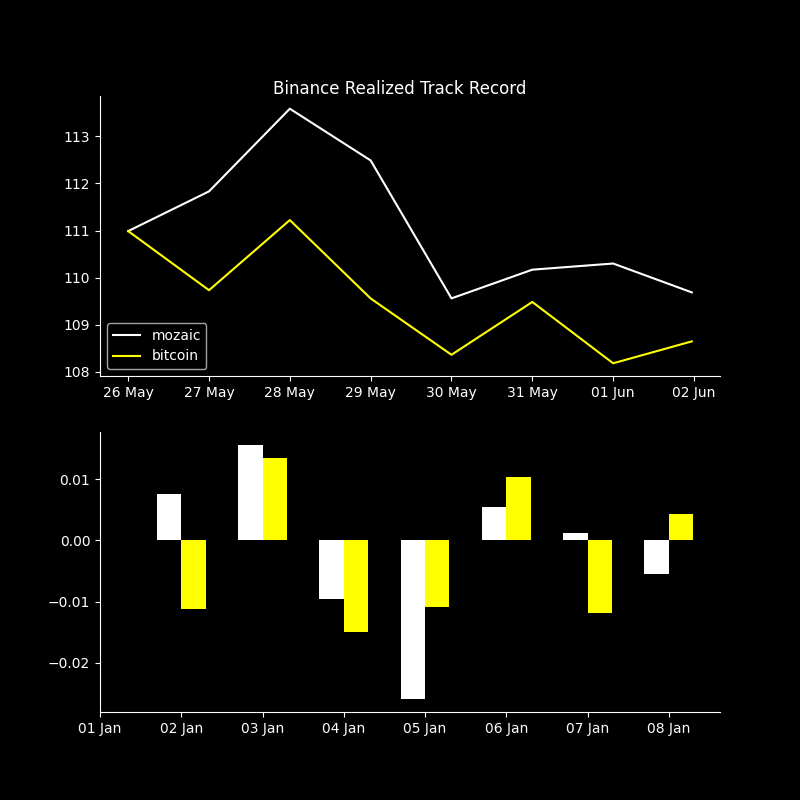 Binance Realized Track Record
113
112
111
110
109
108
mozaic
bitcoin
26 May 27 May 28 May 29 May 30 May 31 May 01 Jun 02 Jun
0.01
0.00
−0.01
−0.02
01 Jan 02 Jan 03 Jan 04 Jan 05 Jan 06 Jan 07 Jan 08 Jan